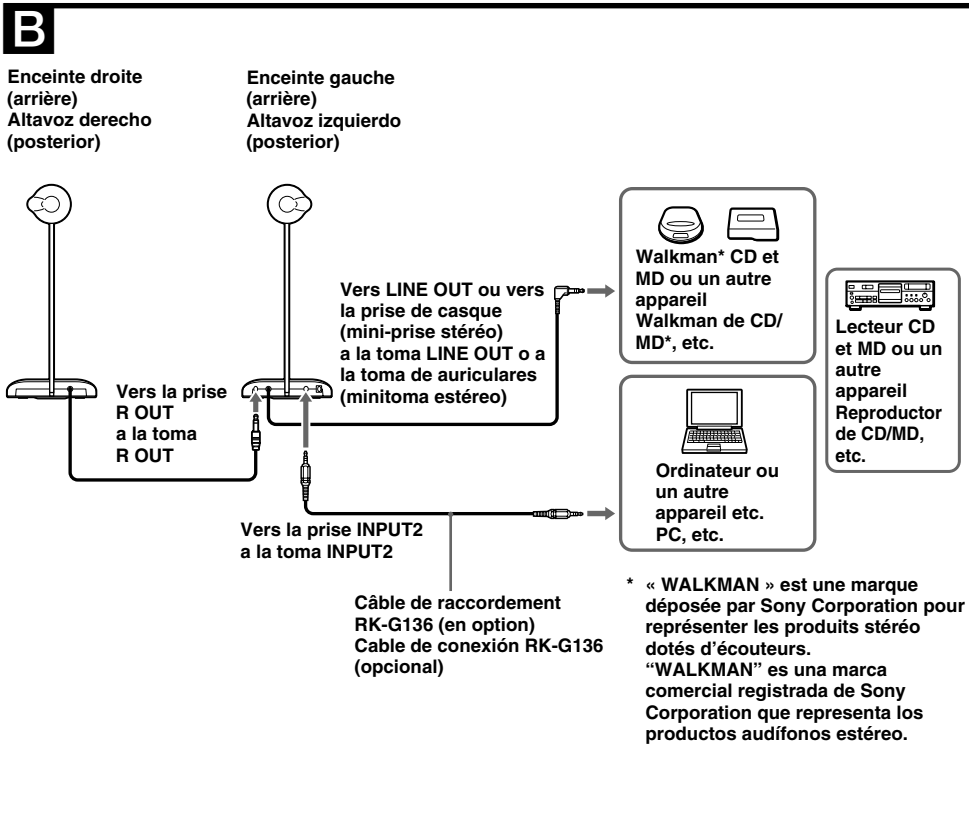 B
Enceinte droite
(arrière)
Altavoz derecho
(posterior)
Enceinte gauche
(arrière)
Altavoz izquierdo
(posterior)
Vers la prise
R OUT
a la toma
R OUT
Vers LINE OUT ou vers
la prise de casque
(mini-prise stéréo)
a la toma LINE OUT o a
la toma de auriculares
(minitoma estéreo)
Walkman* CD et
MD ou un autre
appareil
Walkman de CD/
MD*, etc.
Lecteur CD
et MD ou un
autre
appareil
Reproductor
de CD/MD,
etc.
Ordinateur ou
un autre
appareil etc.
PC, etc.
Vers la prise INPUT2
a la toma INPUT2
Câble de raccordement
RK-G136 (en option)
Cable de conexión RK-G136
(opcional)
* « WALKMAN » est une marque
déposée par Sony Corporation pour
représenter les produits stéréo
dotés d’écouteurs.
“WALKMAN” es una marca
comercial registrada de Sony
Corporation que representa los
productos audífonos estéreo.